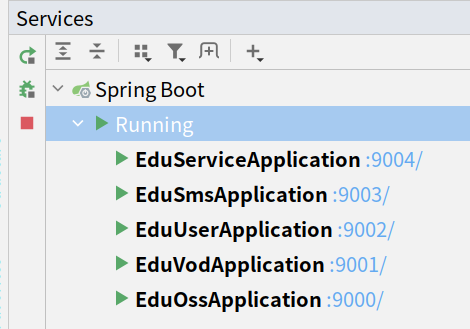 Services
Spring Boot
Running
EduServiceApplication :9004/
EduSmsApplication :9003/
EduUserApplication :9002/
EduVodApplication :9001/
EduOssApplication :9000/